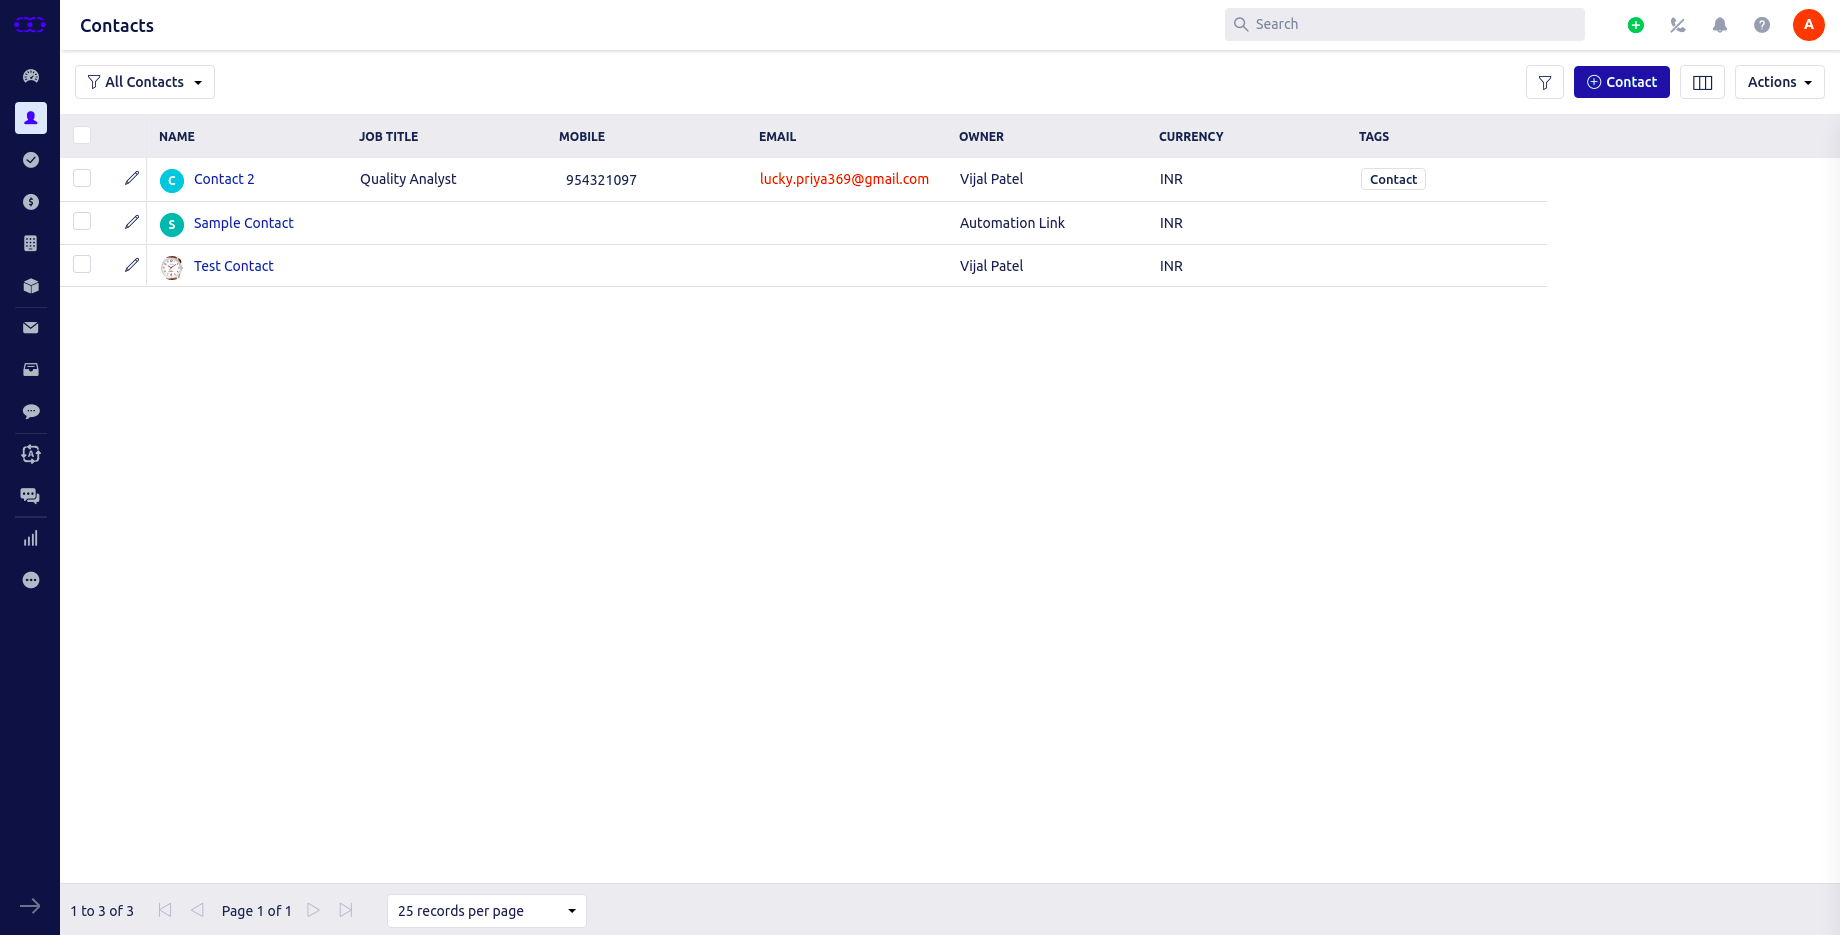 Contacts
Search
A
All Contacts
Contact
Actions
NAME JOB TITLE MOBILE EMAIL OWNER CURRENCY TAGS
C Contact 2 Quality Analyst 954321097 lucky.priya369@gmail.com Vijal Patel INR Contact
S Sample Contact Automation Link INR
Test Contact Vijal Patel INR
1 to 3 of 3 Page 1 of 1 25 records per page